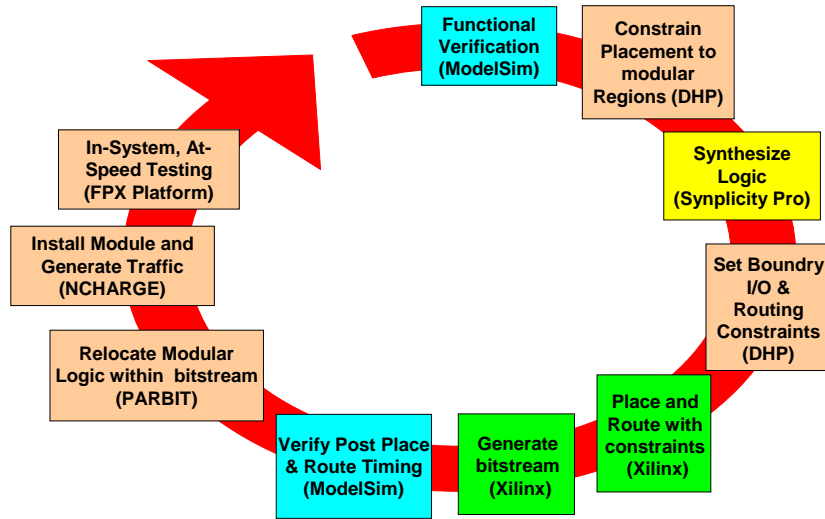 Functional
Verification
(ModelSim)
Constrain
Placement to
modular
Regions (DHP)
Synthesize
Logic
(Synplicity Pro)
Set Boundry
I/O &
Routing
Constraints
(DHP)
Place and
Route with
constraints
(Xilinx)
Generate
bitstream
(Xilinx)
Verify Post Place
& Route Timing
(ModelSim)
Relocate Modular
Logic within bitstream
(PARBIT)
Install Module and
Generate Traffic
(NCHARGE)
In-System, At-
Speed Testing
(FPX Platform)